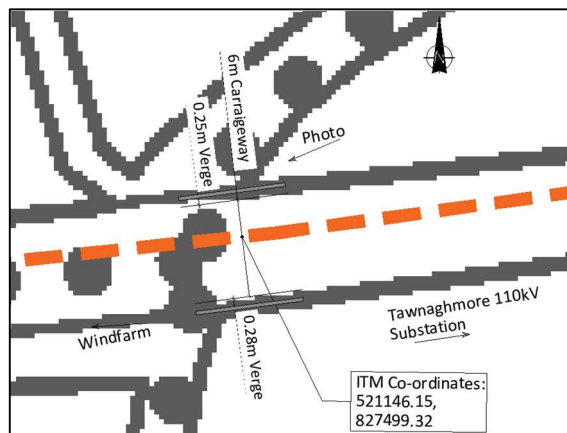 N
6m Carraigeway
0.25m Verge
Photo
Windfarm
0.28m Verge
Tawnaghmore 110kV
Substation
ITM Co-ordinates:
521146.15,
827499.32